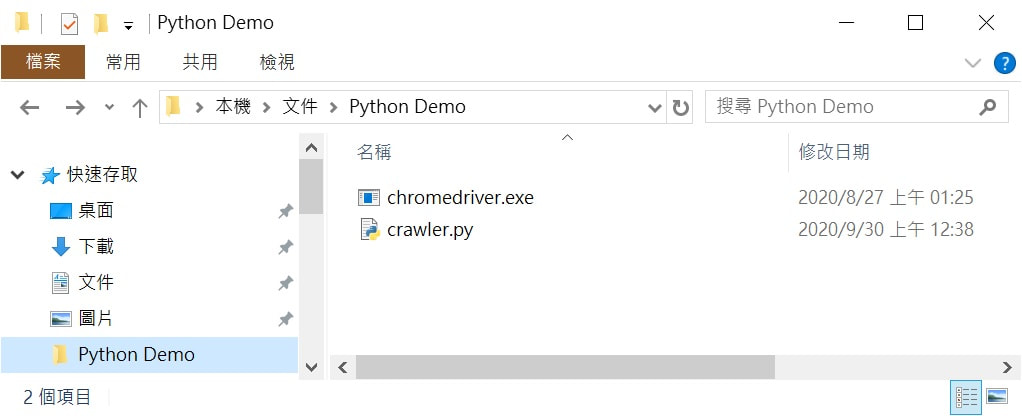 Python Demo
檔案 常用 共用 檢視 ?
本機 文件 Python Demo 搜尋 Python Demo
名稱 修改日期
快速存取
桌面
下載
文件
圖片
Python Demo
chromedriver.exe 2020/8/27 上午 01:25
crawler.py 2020/9/30 上午 12:38
2 個項目